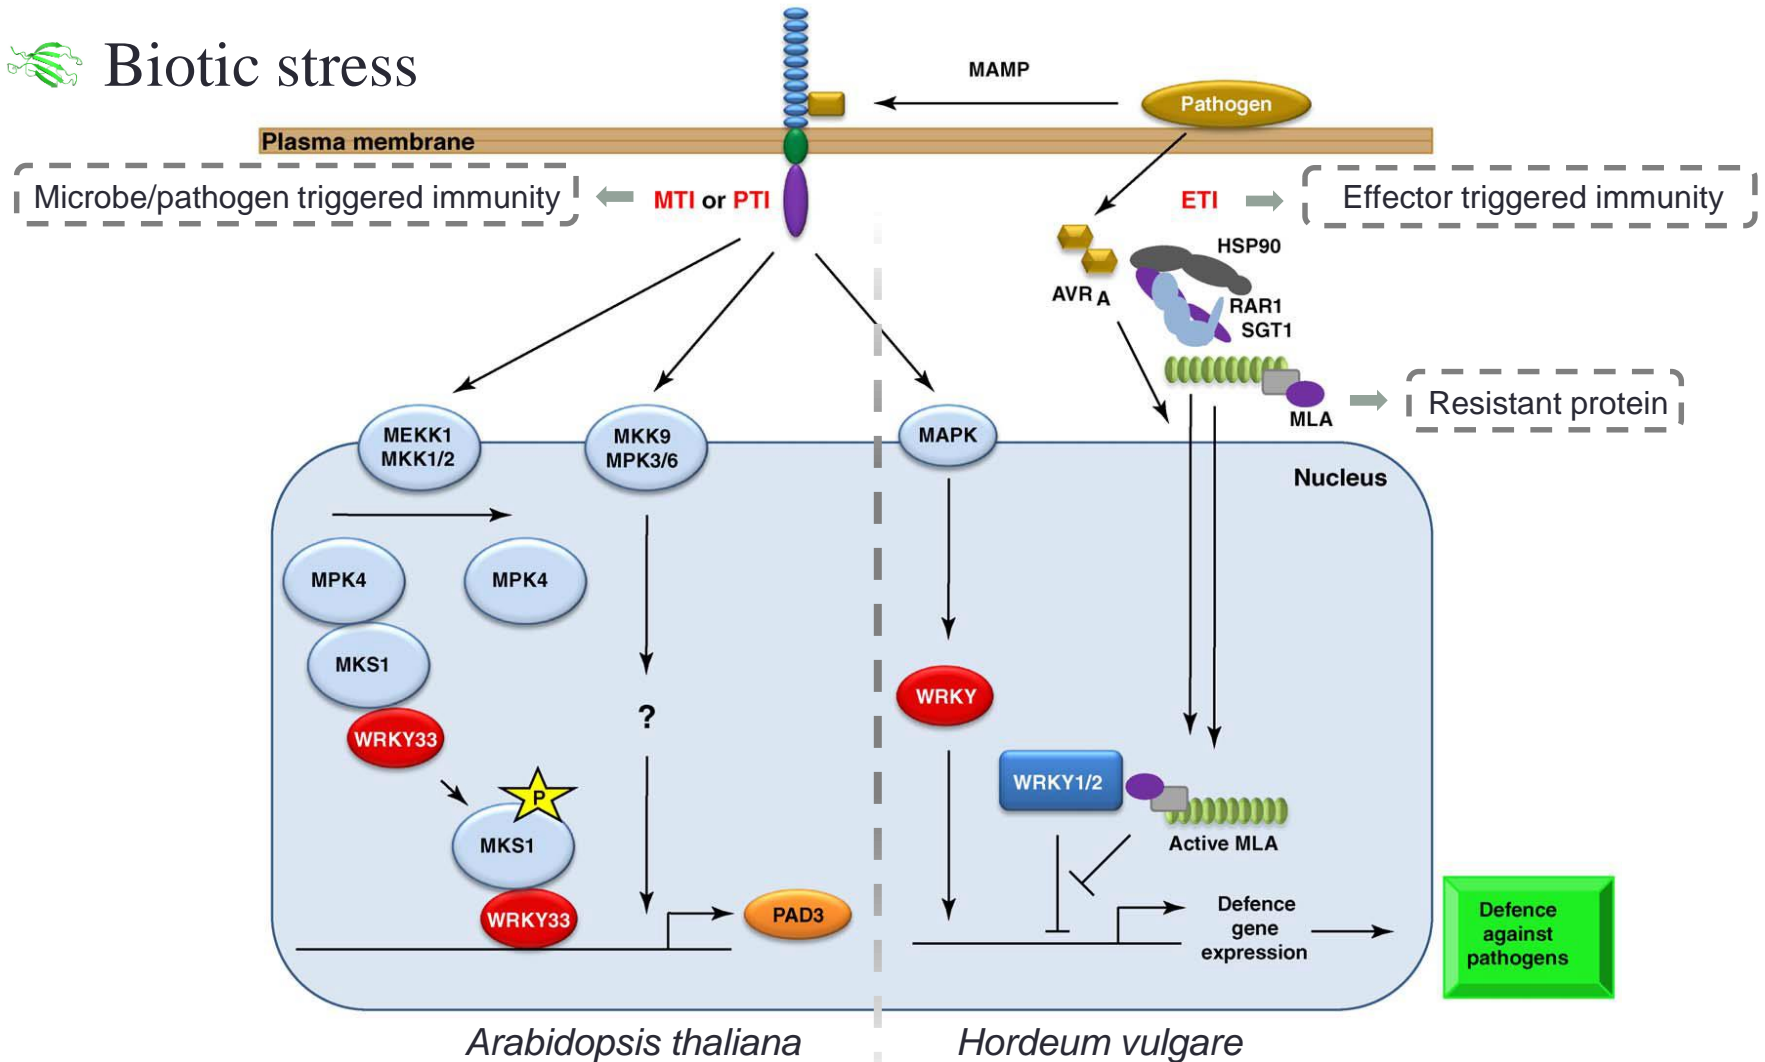 Biotic stress
MAMP
Pathogen
Plasma membrane
Microbe/pathogen triggered immunity
MTI or PTI
ETI
Effector triggered immunity
HSP90
AVR A
RAR1
SGT1
MLA
Resistant protein
MEKK1
MKK1/2
MKK9
MPK3/6
MAPK
Nucleus
MPK4
MPK4
MKS1
WRKY33
?
WRKY
P
MKS1
WRKY33
PAD3
WRKY1/2
Active MLA
Defence
gene
expression
Defence
against
pathogens
Arabidopsis thaliana
Hordeum vulgare